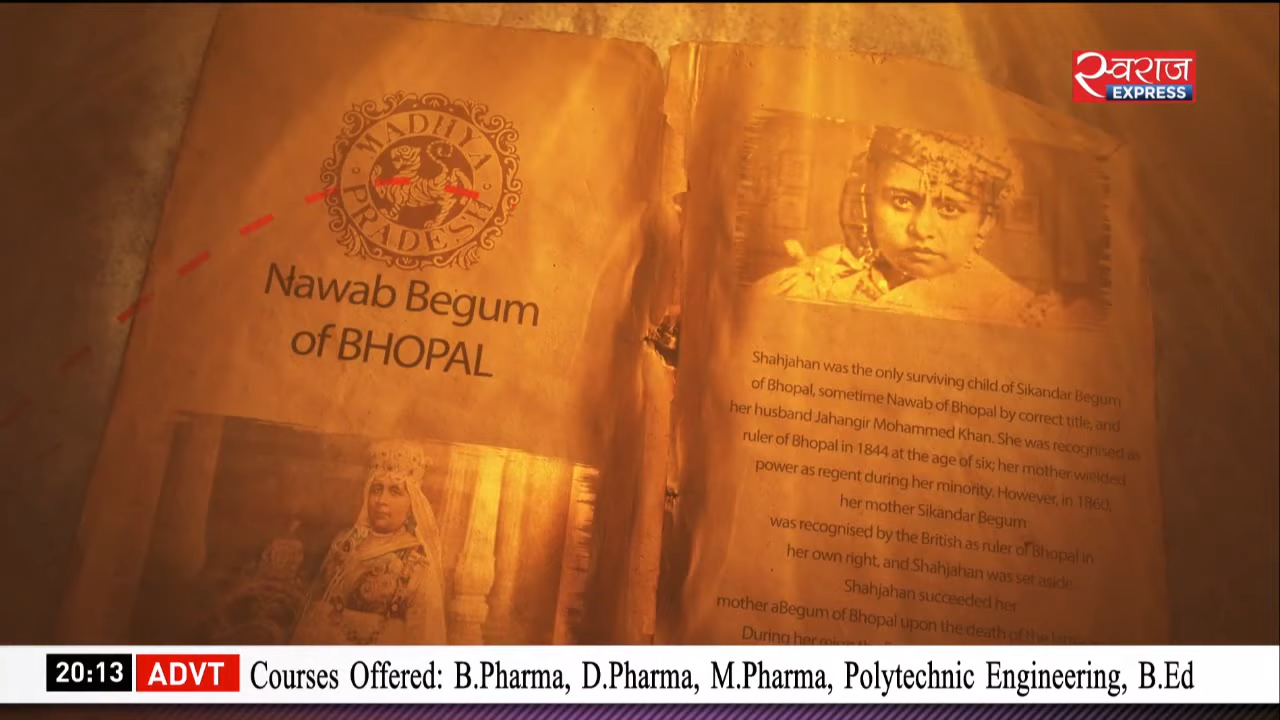 स्वराज
EXPRESS
MADHYA
PRADESH
Nawab Begum
of BHOPAL
Shahjahan was the only surviving child of Sikandar Begum
of Bhopal, sometime Nawab of Bhopal by correct title, and
her husband Jahangir Mohammed Khan. She was recognised as
ruler of Bhopal in 1844 at the age of six; her mother wielded
power as regent during her minority. However, in 1860,
her mother Sikandar Begum
was recognised by the British as ruler of Bhopal in
her own right, and Shahjahan was set aside.
Shahjahan succeeded her
mother aBegum of Bhopal upon the death of the
During her
20:13 ADVT Courses Offered: B.Pharma, D.Pharma, M.Pharma, Polytechnic Engineering, B.Ed